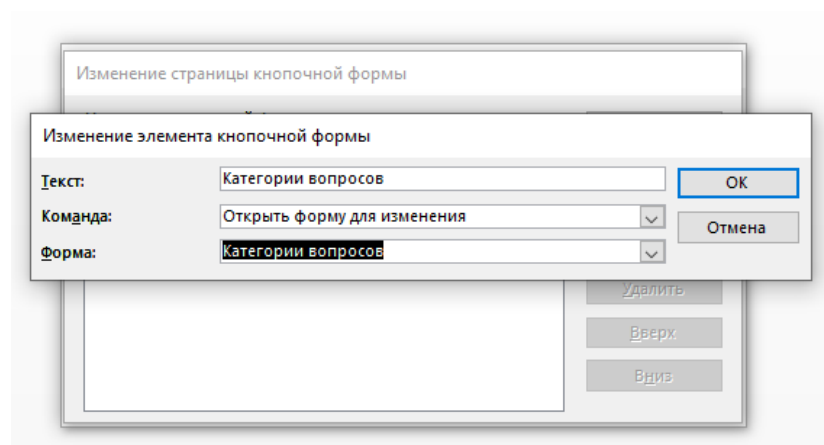 Изменение страницы кнопочной формы
Изменение элемента кнопочной формы
Текст:
Категории вопросов
ОК
Команда:
Открыть форму для изменения
Отмена
Форма:
Категории вопросов
Удалить
Вверх
Вниз